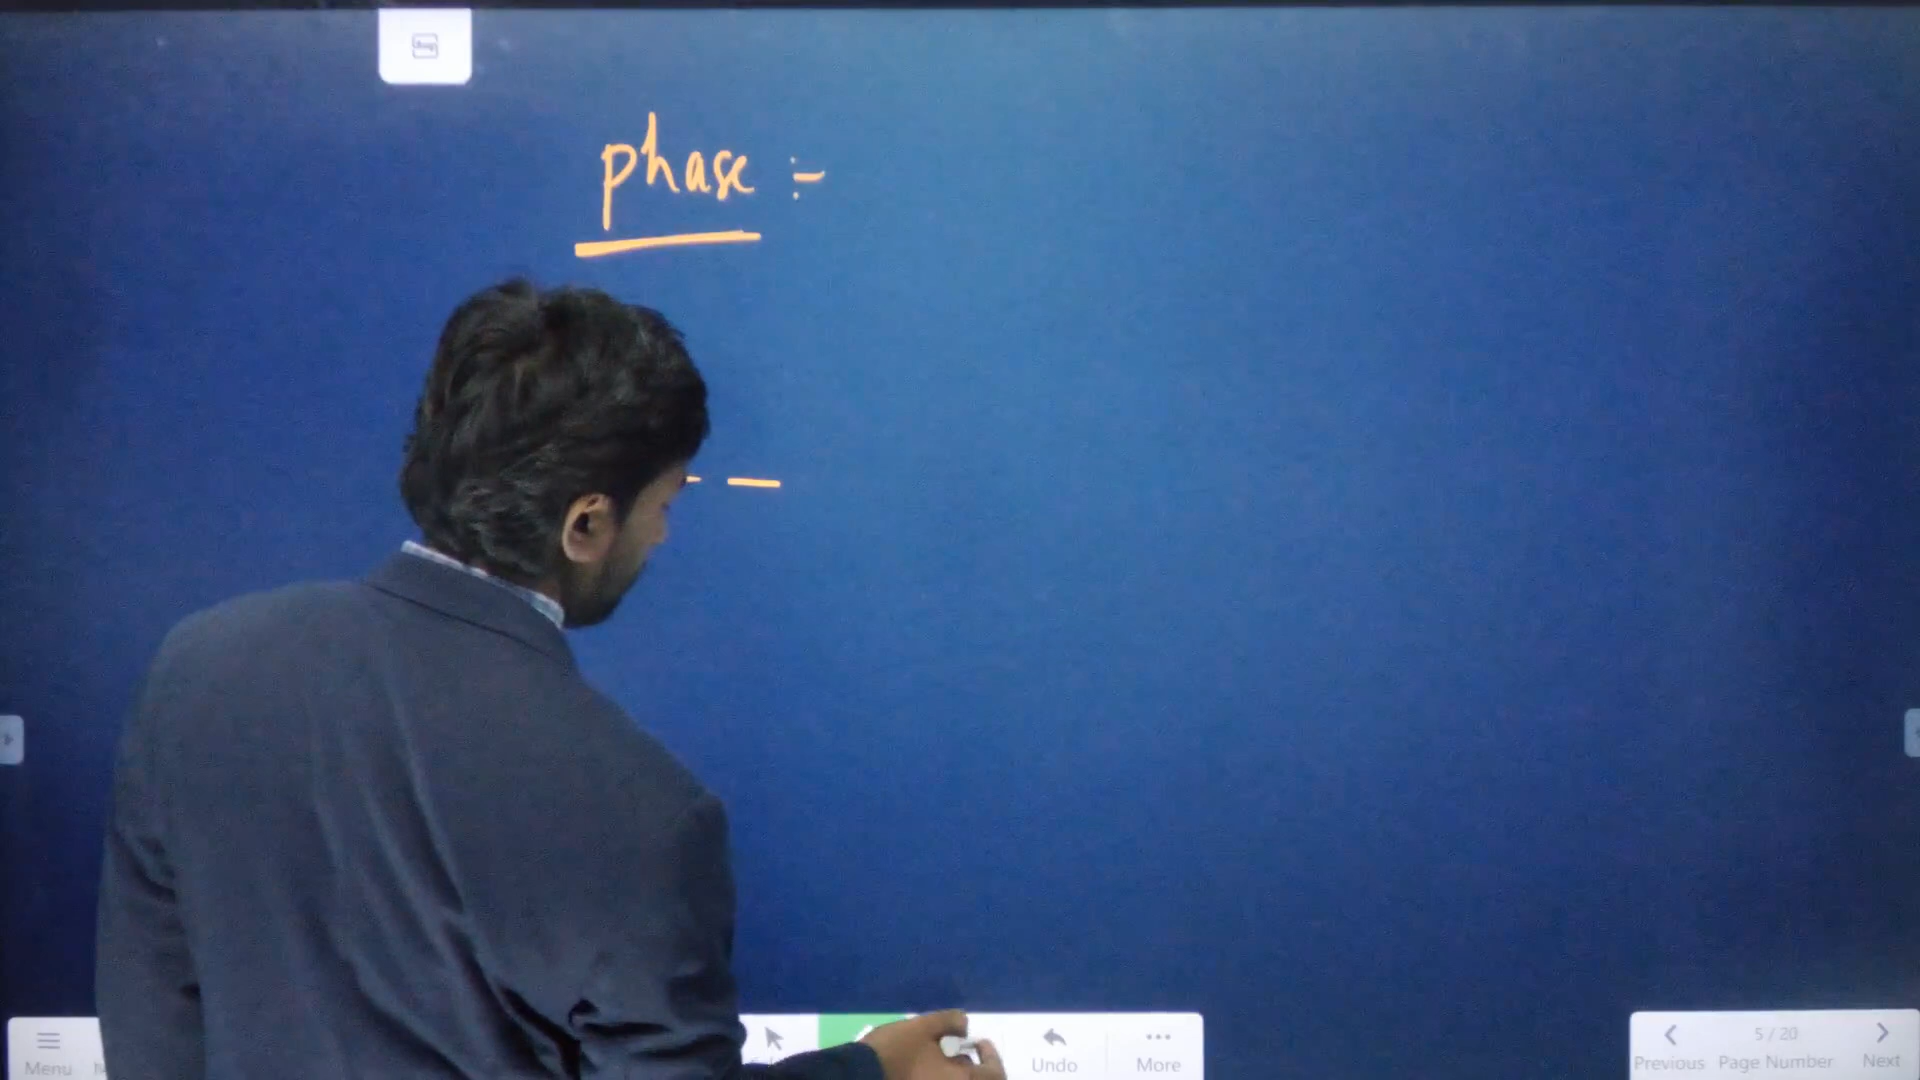 phase :-
Menu
Undo
More
5 / 20
Previous Page Number Next